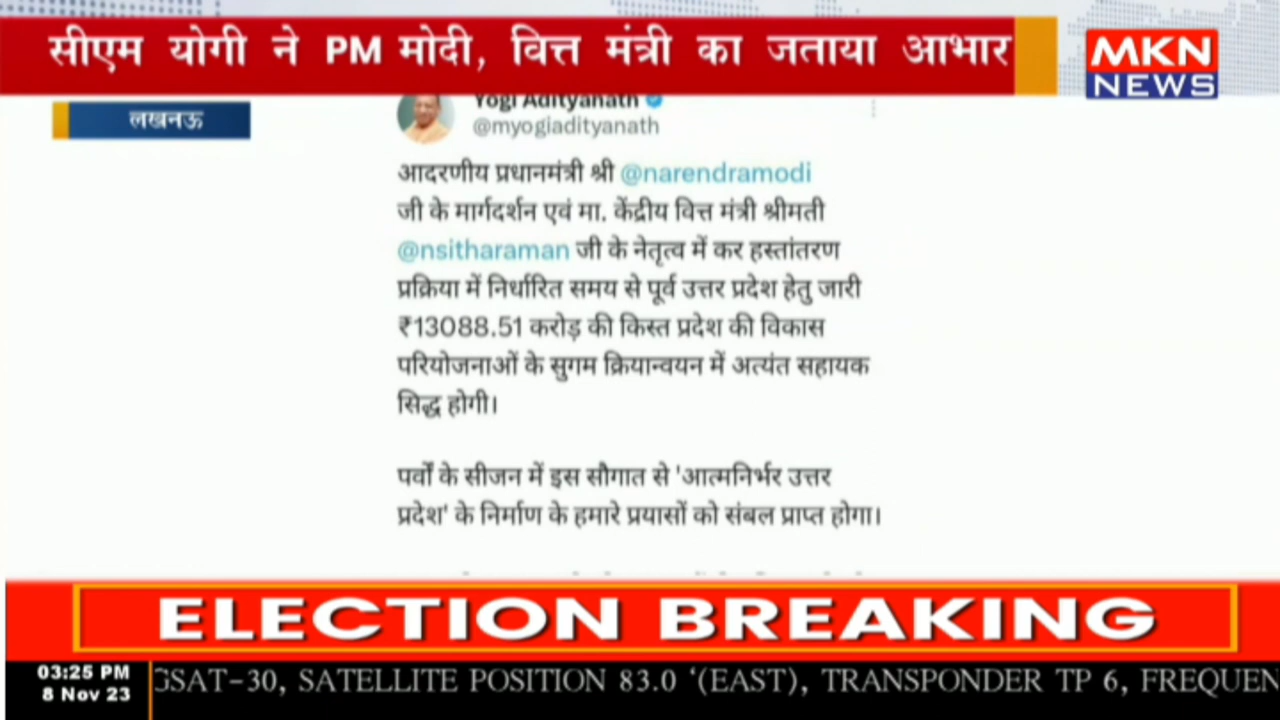 सीएम योगी ने PM मोदी, वित्त मंत्री का जताया आभार
MKN
NEWS
लखनऊ
Yogi Adityanath
@myogiadityanath
आदरणीय प्रधानमंत्री श्री @narendramodi
जी के मार्गदर्शन एवं मा. केंद्रीय वित्त मंत्री श्रीमती
@nsitharaman जी के नेतृत्व में कर हस्तांतरण
प्रक्रिया में निर्धारित समय से पूर्व उत्तर प्रदेश हेतु जारी
₹13088.51 करोड़ की किस्त प्रदेश की विकास
परियोजनाओं के सुगम क्रियान्वयन में अत्यंत सहायक
सिद्ध होगी।
पर्वों के सीजन में इस सौगात से 'आत्मनिर्भर उत्तर
प्रदेश' के निर्माण के हमारे प्रयासों को संबल प्राप्त होगा।
ELECTION BREAKING
03:25 PM
8 Nov 23
GSAT-30, SATELLITE POSITION 83.0 '(EAST), TRANSPONDER TP 6, FREQUEN